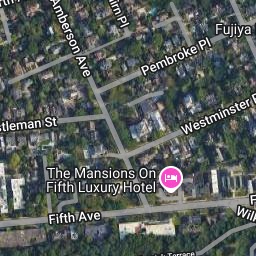 Amberson Ave
Pembroke Pl
Fujiya
Westminster
The Mansions On
Fifth Luxury Hotel
Fifth Ave